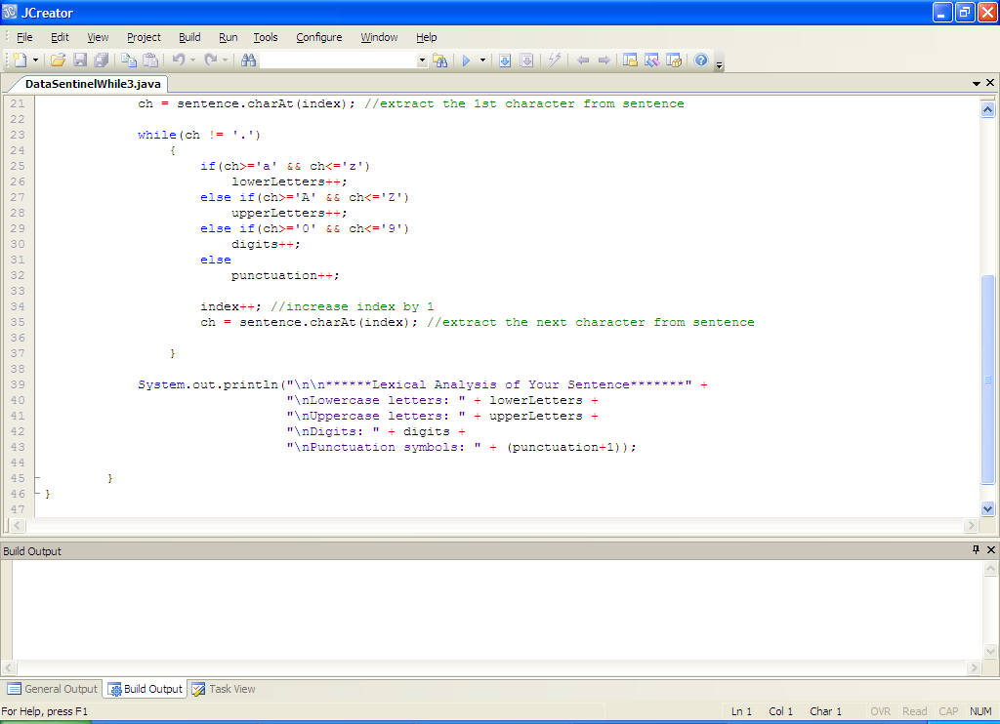 JCreator
File Edit View Project Build Run Tools Configure Window Help
DataSentinelWhile3.java
21 ch = sentence.charAt(index); //extract the 1st character from sentence
22
23 while(ch != '.')
24 {
25 if(ch>='a' && ch<='z')
26 lowerLetters++;
27 else if(ch>='A' && ch<='Z')
28 upperLetters++;
29 else if(ch>='0' && ch<='9')
30 digits++;
31 else
32 punctuation++;
33
34 index++; //increase index by 1
35 ch = sentence.charAt(index); //extract the next character from sentence
36
37 }
38
39 System.out.println("\n\n******Lexical Analysis of Your Sentence*******" +
40 "\nLowercase letters: " + lowerLetters +
41 "\nUppercase letters: " + upperLetters +
42 "\nDigits: " + digits +
43 "\nPunctuation symbols: " + (punctuation+1));
44
45 }
46 }
47
Build Output
General Output Build Output Task View
For Help, press F1 Ln 1 Col 1 Char 1 OVR Read CAP NUM